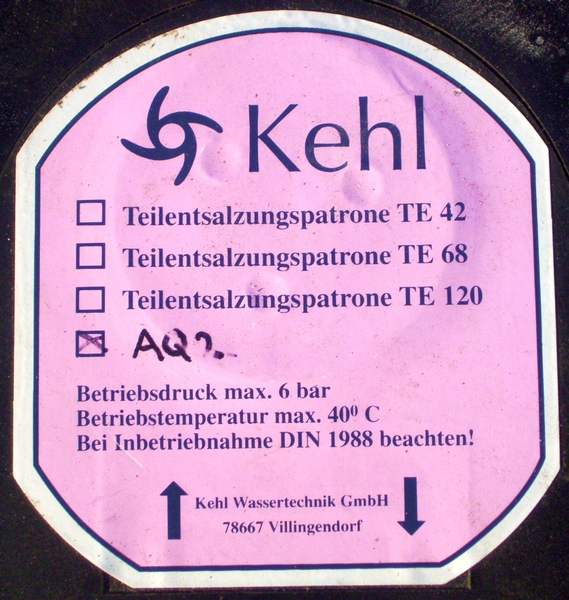 Kehl
Teilentsalzungspatrone TE 42
Teilentsalzungspatrone TE 68
Teilentsalzungspatrone TE 120
Betriebsdruck max. 6 bar
Betriebstemperatur max. 40⁰ C
Bei Inbetriebnahme DIN 1988 beachten!
Kehl Wassertechnik GmbH
78667 Villingendorf